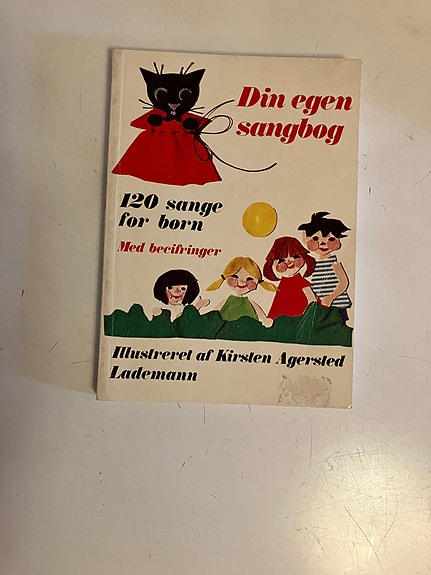 Din egen
sangbog
120 sange
for børn
Med becifringer
Illustreret af Kirsten Agersted
Lademann